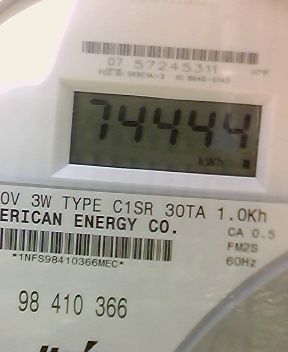 07 57245311
74444
kWh
0V 3W TYPE C1SR 30TA 1.0Kh
ERICAN ENERGY CO.
CA 0.5
FM2S
60Hz
*1NFS98410366MEC*
98 410 366